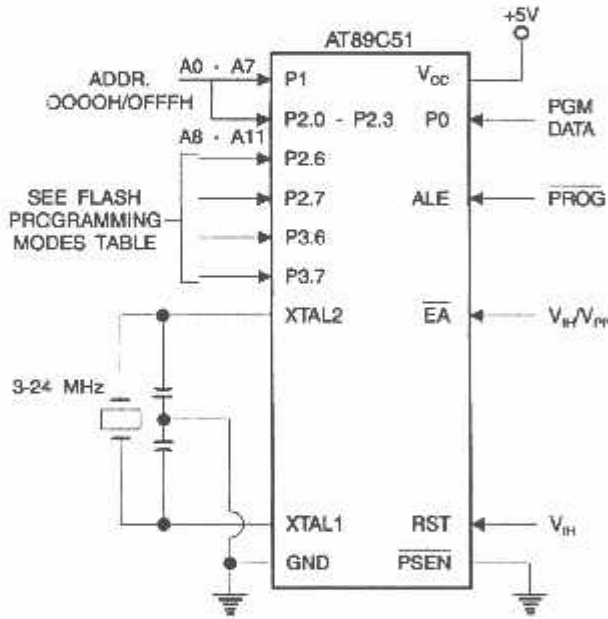 +5V
AT89C51
ADDR.
OOOOH/OFFFH
A0 - A7
P1
VCC
P2.0 - P2.3
P0
PGM
DATA
A8 - A11
P2.6
SEE FLASH
PRCGRAMMING
MODES TABLE
P2.7
ALE
PROG
P3.6
P3.7
XTAL2
EA
VIH/VPP
3-24 MHz
XTAL1
RST
VIH
GND
PSEN